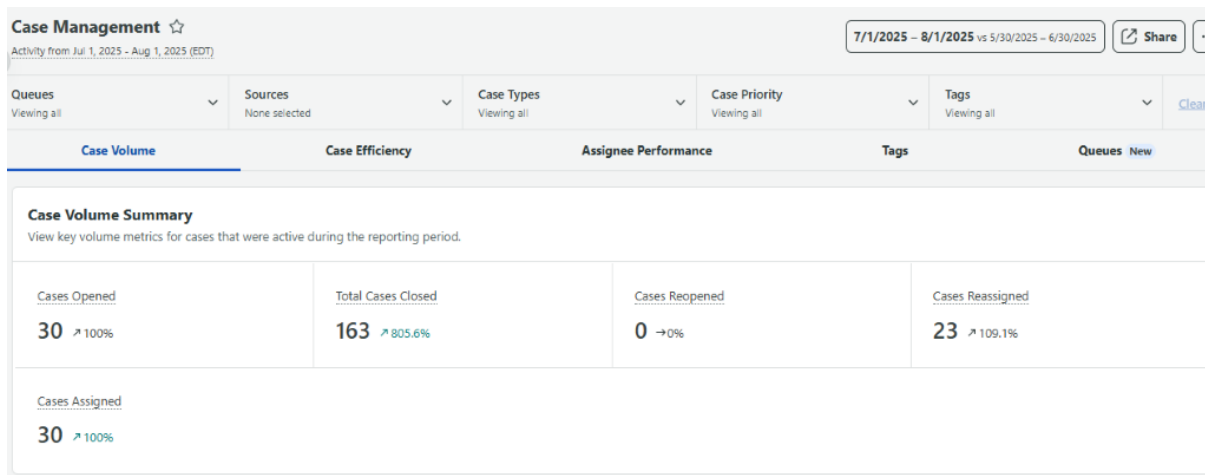 Case Management
Activity from Jul 1, 2025 - Aug 1, 2025 (EDT)
7/1/2025 – 8/1/2025 vs 5/30/2025 – 6/30/2025
Share
Queues
Viewing all
Sources
None selected
Case Types
Viewing all
Case Priority
Viewing all
Tags
Viewing all
Clear
Case Volume
Case Efficiency
Assignee Performance
Tags
Queues New
Case Volume Summary
View key volume metrics for cases that were active during the reporting period.
Cases Opened
30 ↗ 100%
Total Cases Closed
163 ↗ 805.6%
Cases Reopened
0 → 0%
Cases Reassigned
23 ↗ 109.1%
Cases Assigned
30 ↗ 100%